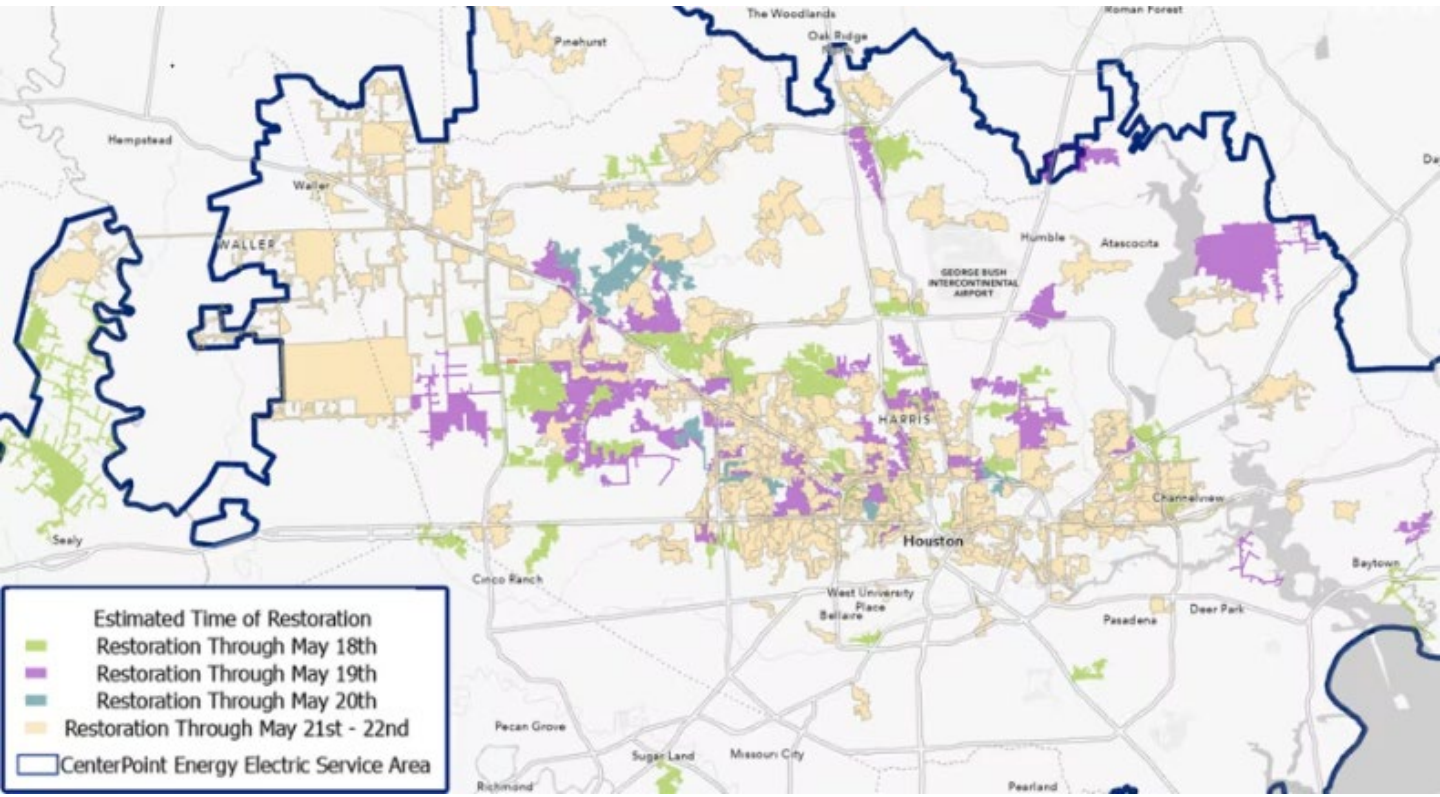 The Woodlands
Roman Forest
Oak Ridge
North
Pinehurst
Hempstead
Waller
WALLER
Humble
Atascocita
GEORGE BUSH
INTERCONTINENTAL
AIRPORT
HARRIS
Channelview
Sealy
Houston
Baytown
Cinco Ranch
West University
Place
Bellaire
Pasadena
Deer Park
Pecan Grove
Sugar Land
Missouri City
Richmond
Pearland
Estimated Time of Restoration
Restoration Through May 18th
Restoration Through May 19th
Restoration Through May 20th
Restoration Through May 21st - 22nd
CenterPoint Energy Electric Service Area